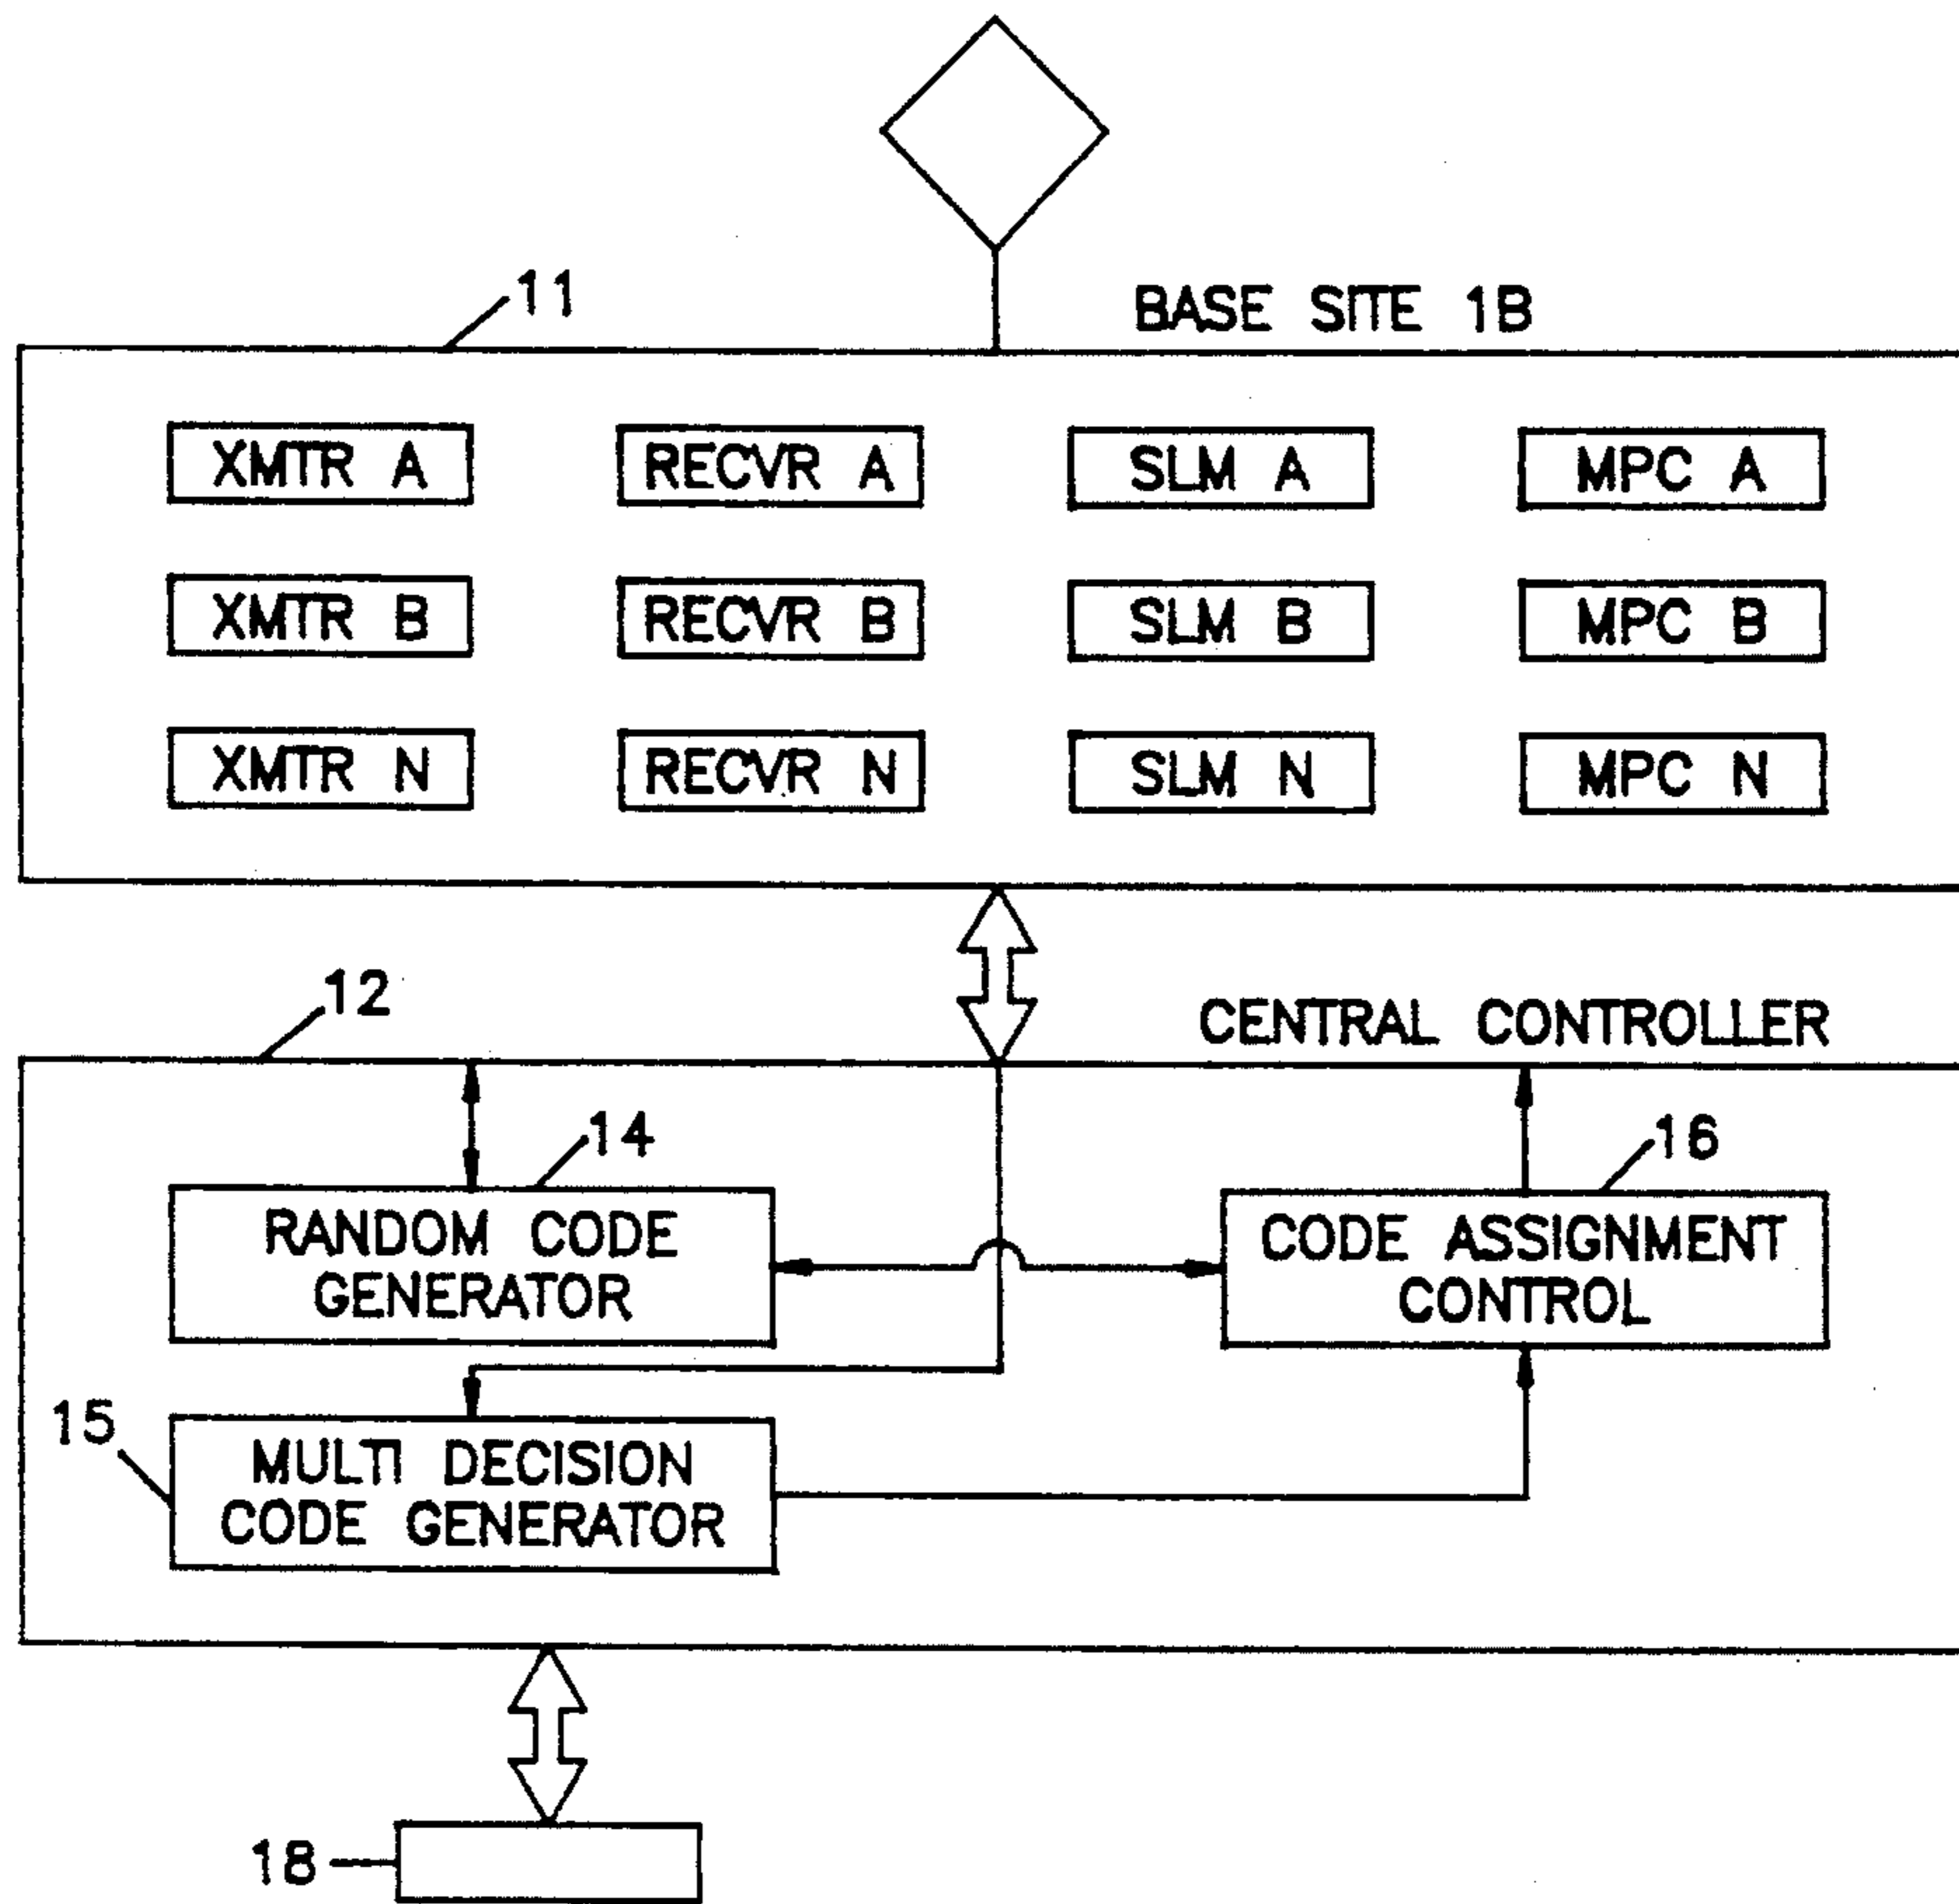 11
BASE SITE 1B
XMTR A RECVR A SLM A MPC A
XMTR B RECVR B SLM B MPC B
XMTR N RECVR N SLM N MPC N
12
CENTRAL CONTROLLER
14
16
RANDOM CODE
GENERATOR
CODE ASSIGNMENT
CONTROL
15
MULTI DECISION
CODE GENERATOR
18